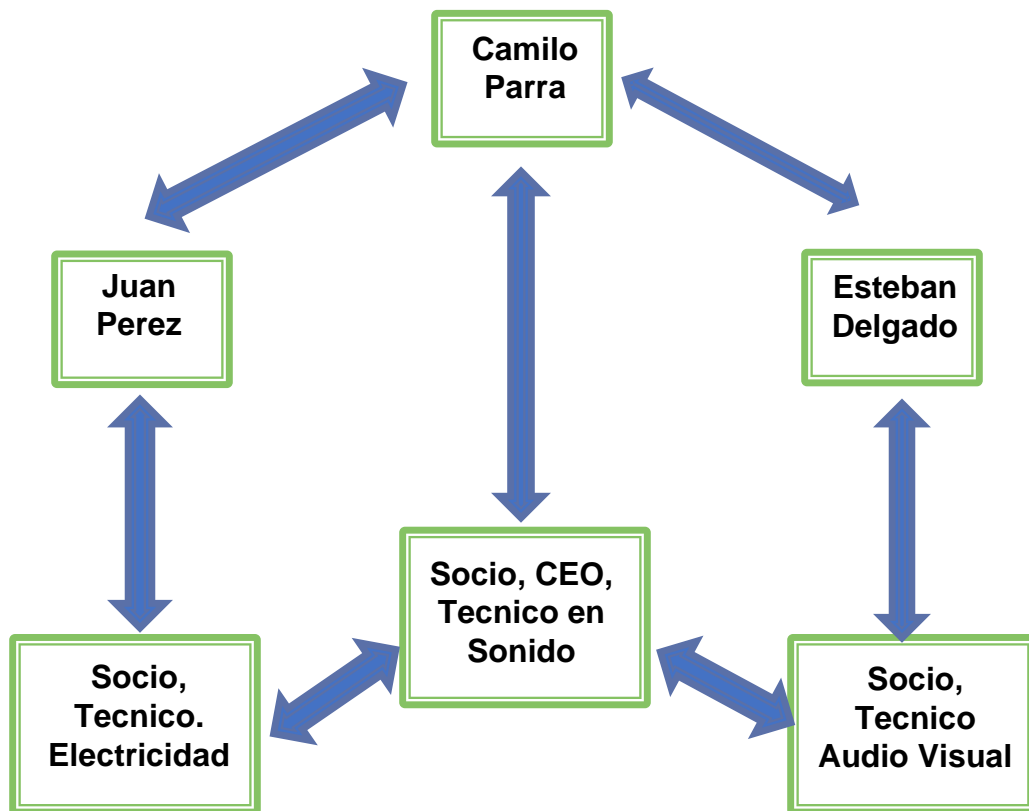 Camilo
Parra
Juan
Perez
Esteban
Delgado
Socio, CEO,
Tecnico en
Sonido
Socio,
Tecnico.
Electricidad
Socio,
Tecnico
Audio Visual